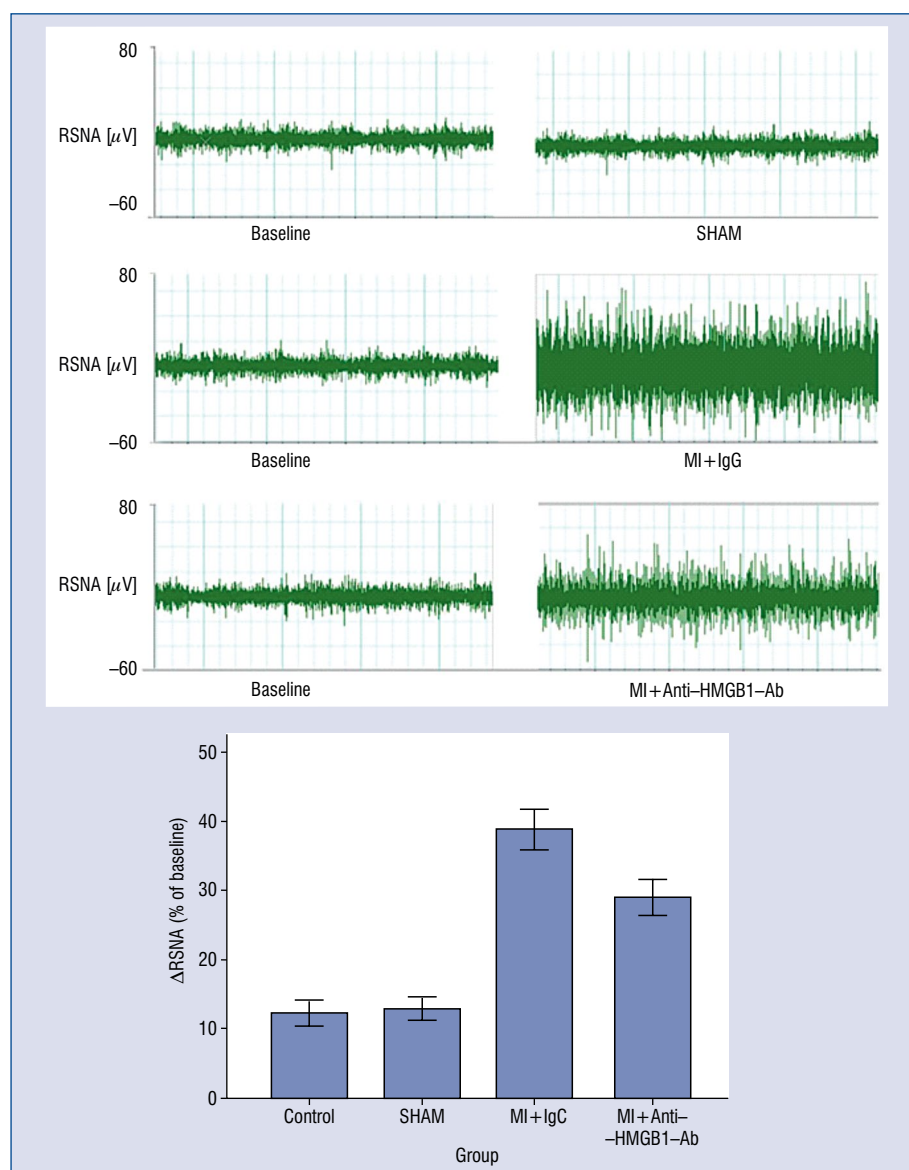 80
RSNA [μV]
–60
Baseline
SHAM
80
RSNA [μV]
–60
Baseline
MI+IgG
80
RSNA [μV]
–60
Baseline
MI+Anti–HMGB1–Ab
50
40
30
20
10
0
ΔRSNA (% of baseline)
Control
SHAM
MI+IgC
MI+Anti–
–HMGB1–Ab
Group